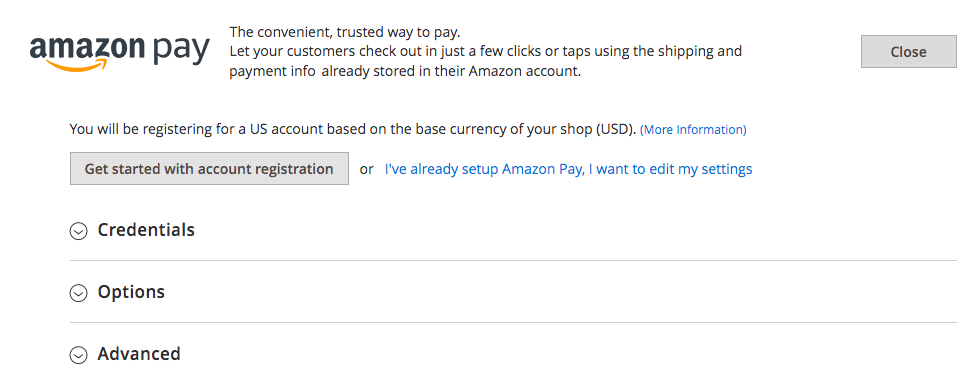 amazon pay
The convenient, trusted way to pay.
Let your customers check out in just a few clicks or taps using the shipping and
payment info already stored in their Amazon account.
Close
You will be registering for a US account based on the base currency of your shop (USD). (More Information)
Get started with account registration or I've already setup Amazon Pay, I want to edit my settings
Credentials
Options
Advanced